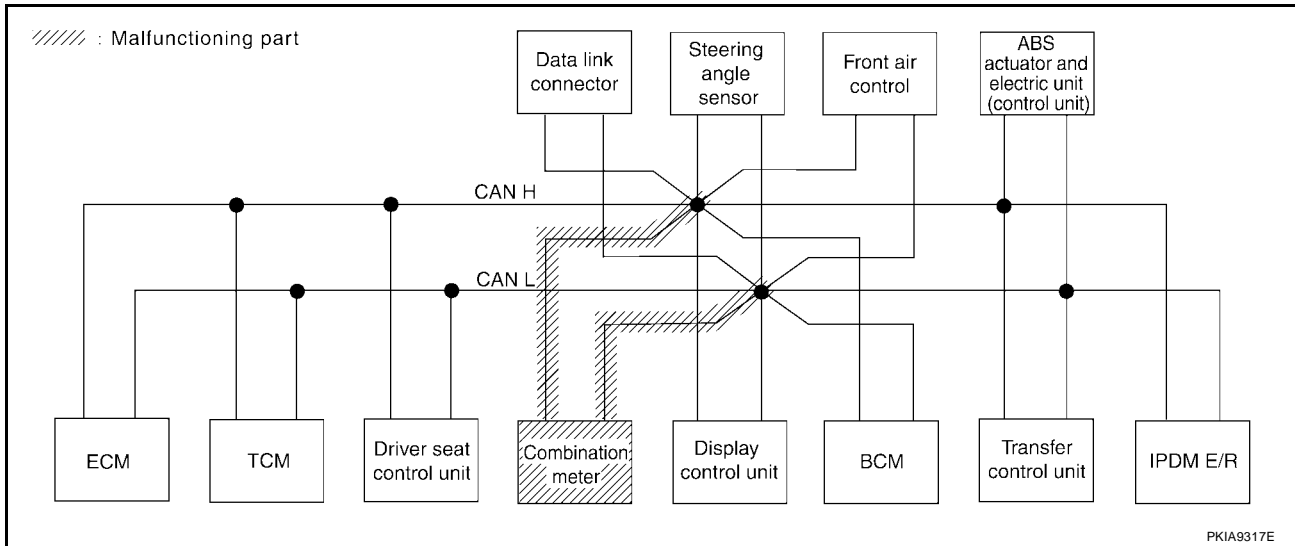 : Malfunctioning part
Data link
connector
Steering
angle
sensor
Front air
control
ABS
actuator and
electric unit
(control unit)
CAN H
CAN L
ECM
TCM
Driver seat
control unit
Combination
meter
Display
control unit
BCM
Transfer
control unit
IPDM E/R
PKIA9317E